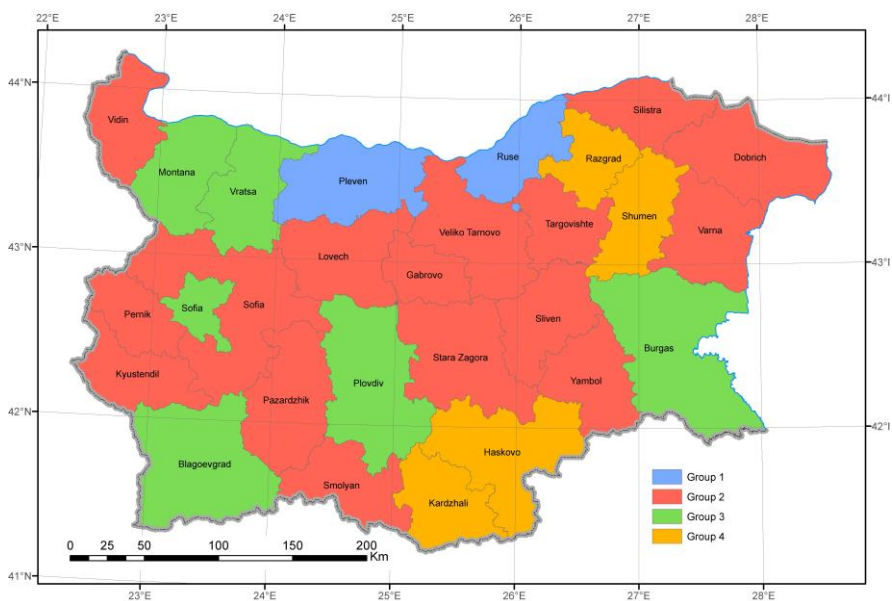 22°E 23°E 24°E 25°E 26°E 27°E 28°E
44°N
44°N
Vidin
Silistra
Montana
Vratsa
Pleven
Ruse
Razgrad
Dobrich
Shumen
Veliko Tarnovo
Targovishte
Varna
43°N
43°N
Lovech
Gabrovo
Pernik
Sofia
Sofia
Sliven
Burgas
Kyustendil
Plovdiv
Stara Zagora
Yambol
Pazardzhik
42°N
42°N
Blagoevgrad
Haskovo
Smolyan
Kardzhali
Group 1
Group 2
Group 3
Group 4
0 25 50 100 150 200
Km
41°N
41°N
23°E 24°E 25°E 26°E 27°E 28°E